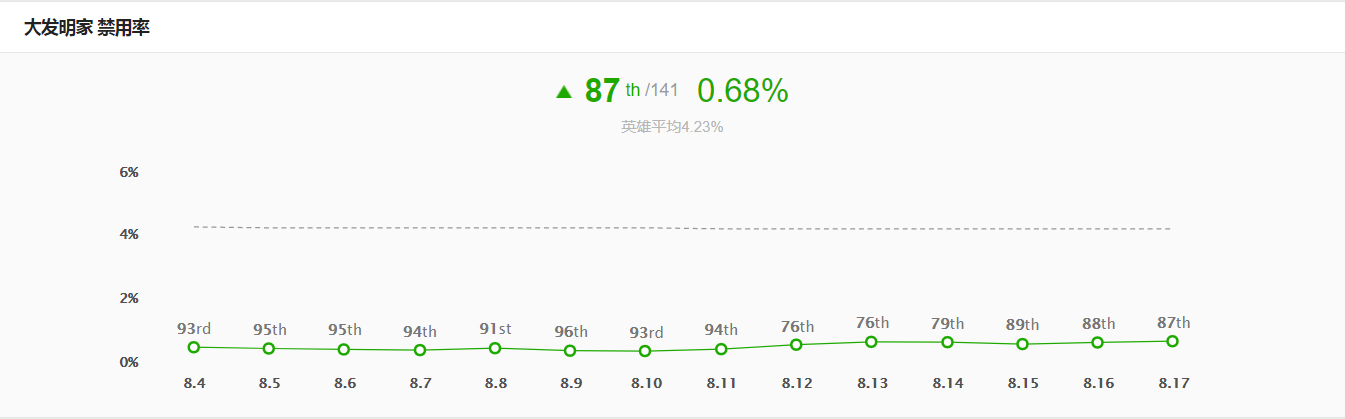 大发明家 禁用率
▲ 87 th /141 0.68%
英雄平均4.23%
6%
4%
2%
0%
93rd 95th 95th 94th 91st 96th 93rd 94th 76th 76th 79th 89th 88th 87th
8.4 8.5 8.6 8.7 8.8 8.9 8.10 8.11 8.12 8.13 8.14 8.15 8.16 8.17